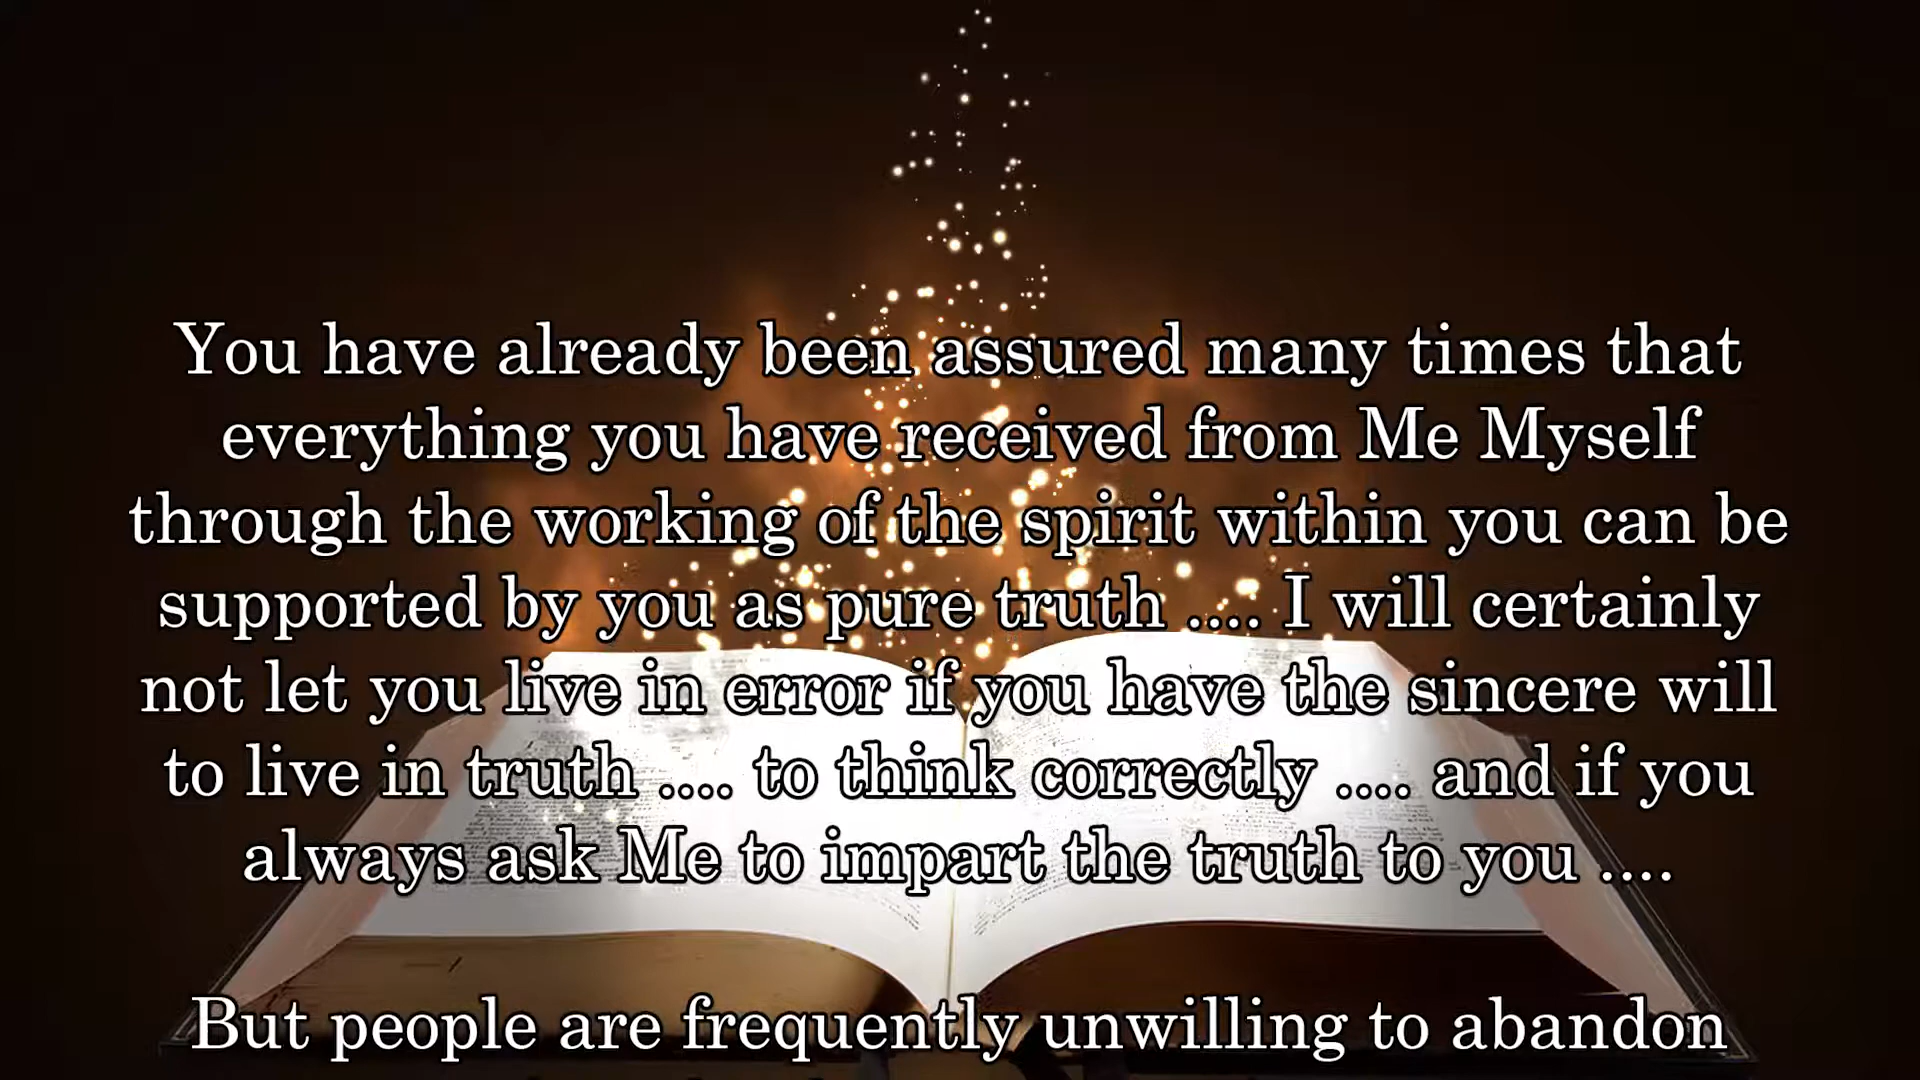 You have already been assured many times that
everything you have received from Me Myself
through the working of the spirit within you can be
supported by you as pure truth .... I will certainly
not let you live in error if you have the sincere will
to live in truth .... to think correctly .... and if you
always ask Me to impart the truth to you ....
But people are frequently unwilling to abandon